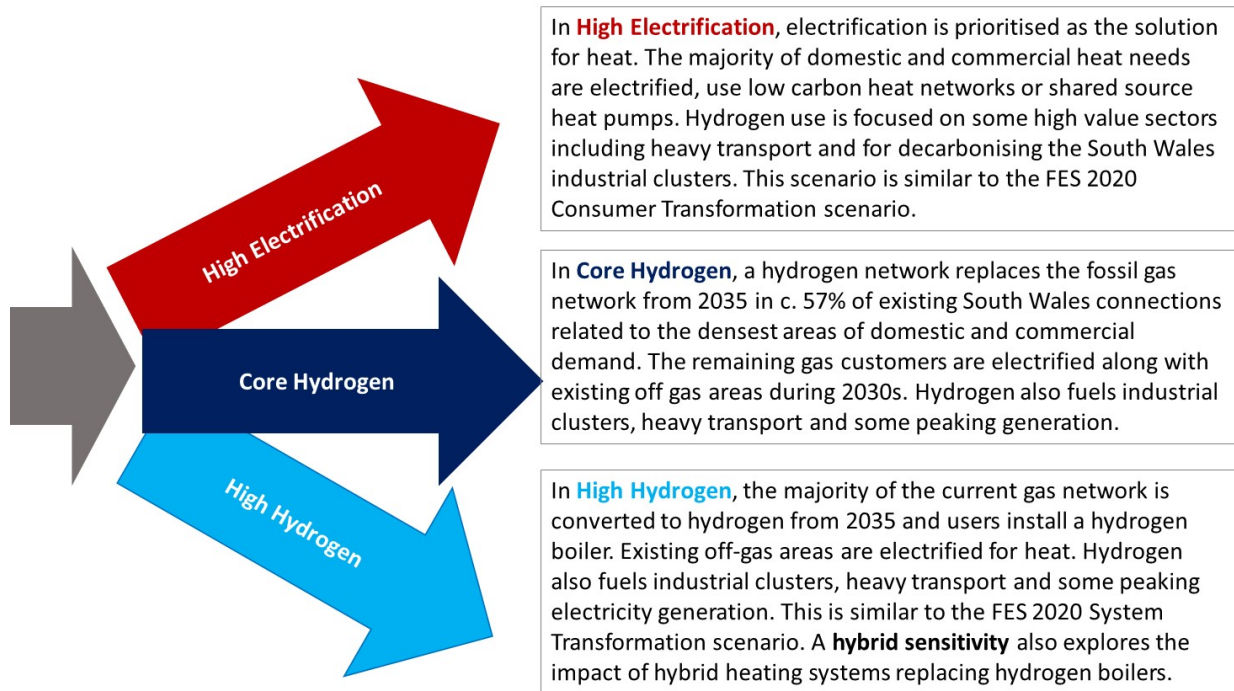 In High Electrification, electrification is prioritised as the solution
for heat. The majority of domestic and commercial heat needs
are electrified, use low carbon heat networks or shared source
heat pumps. Hydrogen use is focused on some high value sectors
including heavy transport and for decarbonising the South Wales
industrial clusters. This scenario is similar to the FES 2020
Consumer Transformation scenario.
High Electrification
In Core Hydrogen, a hydrogen network replaces the fossil gas
network from 2035 in c. 57% of existing South Wales connections
related to the densest areas of domestic and commercial
demand. The remaining gas customers are electrified along with
existing off gas areas during 2030s. Hydrogen also fuels industrial
clusters, heavy transport and some peaking generation.
Core Hydrogen
In High Hydrogen, the majority of the current gas network is
converted to hydrogen from 2035 and users install a hydrogen
boiler. Existing off-gas areas are electrified for heat. Hydrogen
also fuels industrial clusters, heavy transport and some peaking
electricity generation. This is similar to the FES 2020 System
Transformation scenario. A hybrid sensitivity also explores the
impact of hybrid heating systems replacing hydrogen boilers.
High Hydrogen